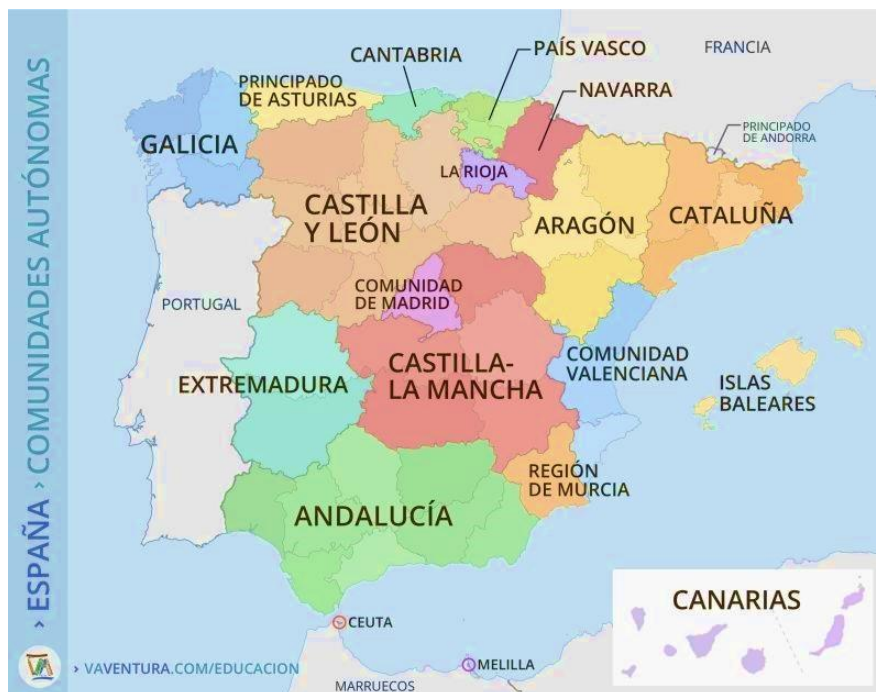 › ESPAÑA › COMUNIDADES AUTÓNOMAS
CANTABRIA
PAÍS VASCO
FRANCIA
PRINCIPADO
DE ASTURIAS
NAVARRA
GALICIA
PRINCIPADO
DE ANDORRA
LA RIOJA
CASTILLA
Y LEÓN
ARAGÓN
CATALUÑA
PORTUGAL
COMUNIDAD
DE MADRID
EXTREMADURA
CASTILLA-
LA MANCHA
COMUNIDAD
VALENCIANA
ISLAS
BALEARES
REGIÓN
DE MURCIA
ANDALUCÍA
CANARIAS
CEUTA
MELILLA
MARRUECOS
› VAVENTURA.COM/EDUCACION